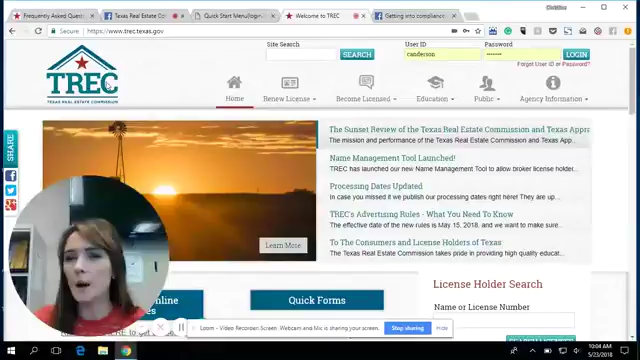 Christina
Frequently Asked Ques
Texas Real Estate Co
Quick Start Menu(login
Welcome to TREC
Getting into compliance
Secure
https://www.trec.texas.gov
TREC
TEXAS REAL ESTATE COMMISSION
Site Search
SEARCH
User ID
Password
canderson
LOGIN
Forgot User ID or Password?
Home
Renew License
Become Licensed
Education
Public
Agency Information
SHARE
The Sunset Review of the Texas Real Estate Commission and Texas Appra
The mission and performance of the Texas Real Estate Commission and Texas App...
Name Management Tool Launched!
TREC has launched our new Name Management Tool to allow broker license holder...
Processing Dates Updated
In case you missed it we publish our processing dates right here! They are up...
TREC's Advertising Rules - What You Need To Know
The effective date of the new rules is May 15, 2018. and we want to make sure...
To The Consumers and License Holders of Texas
The Texas Real Estate Commission takes pride in providing high quality educat...
Learn More
License Holder Search
Name or License Number
Quick Forms
Loom - Video Recorder: Screen, Webcam and Mic is sharing your screen.
Stop sharing
Hide
10:04 AM
5/23/2018